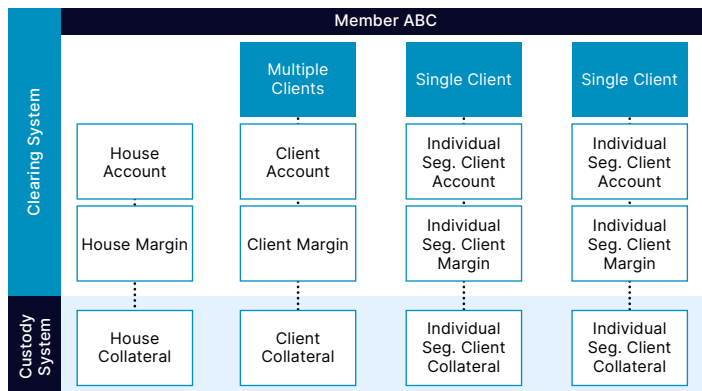 Member ABC
Clearing System
Multiple
Clients
Single Client
Single Client
House
Account
Client
Account
Individual
Seg. Client
Account
Individual
Seg. Client
Account
House Margin
Client Margin
Individual
Seg. Client
Margin
Individual
Seg. Client
Margin
Custody
System
House
Collateral
Client
Collateral
Individual
Seg. Client
Collateral
Individual
Seg. Client
Collateral